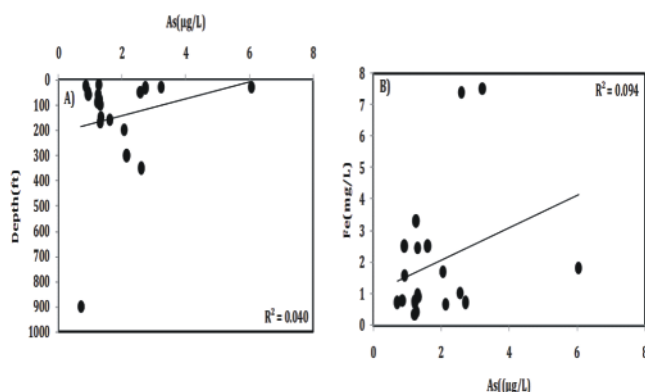 As(µg/L)
0 2 4 6 8
A)
0
100
200
300
400
500
600
700
800
900
1000
Depth(ft)
R² = 0.040
B)
R² = 0.094
8
7
6
5
4
3
2
1
0
Fe(mg/L)
0 2 4 6 8
As((µg/L)